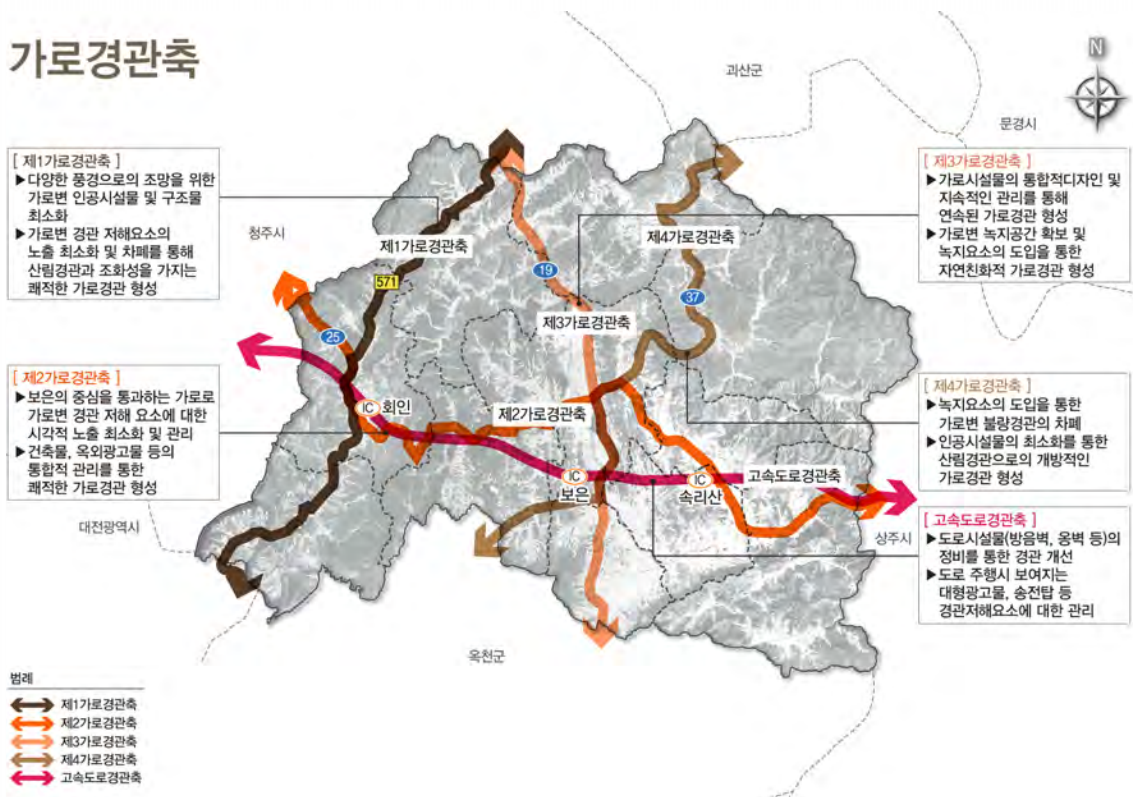 가로경관축
N
괴산군
문경시
[ 제1가로경관축 ]
▶다양한 풍경으로의 조망을 위한
가로변 인공시설물 및 구조물
최소화
▶가로변 경관 저해요소의
노출 최소화 및 차폐를 통해
산림경관과 조화성을 가지는
쾌적한 가로경관 형성
[ 제3가로경관축 ]
▶가로시설물의 통합적디자인 및
지속적인 관리를 통해
연속된 가로경관 형성
▶가로변 녹지공간 확보 및
녹지요소의 도입을 통한
자연친화적 가로경관 형성
청주시
제1가로경관축
제4가로경관축
19
571
37
제3가로경관축
25
[ 제2가로경관축 ]
▶보은의 중심을 통과하는 가로로
가로변 경관 저해 요소에 대한
시각적 노출 최소화 및 관리
▶건축물, 옥외광고물 등의
통합적 관리를 통한
쾌적한 가로경관 형성
[ 제4가로경관축 ]
▶녹지요소의 도입을 통한
가로변 불량경관의 차폐
▶인공시설물의 최소화를 통한
산림경관으로의 개방적인
가로경관 형성
IC 회인
제2가로경관축
IC
보은
IC
속리산
고속도로경관축
대전광역시
상주시
[ 고속도로경관축 ]
▶도로시설물(방음벽, 옹벽 등)의
정비를 통한 경관 개선
▶도로 주행시 보여지는
대형광고물, 송전탑 등
경관저해요소에 대한 관리
옥천군
범례
제1가로경관축
제2가로경관축
제3가로경관축
제4가로경관축
고속도로경관축